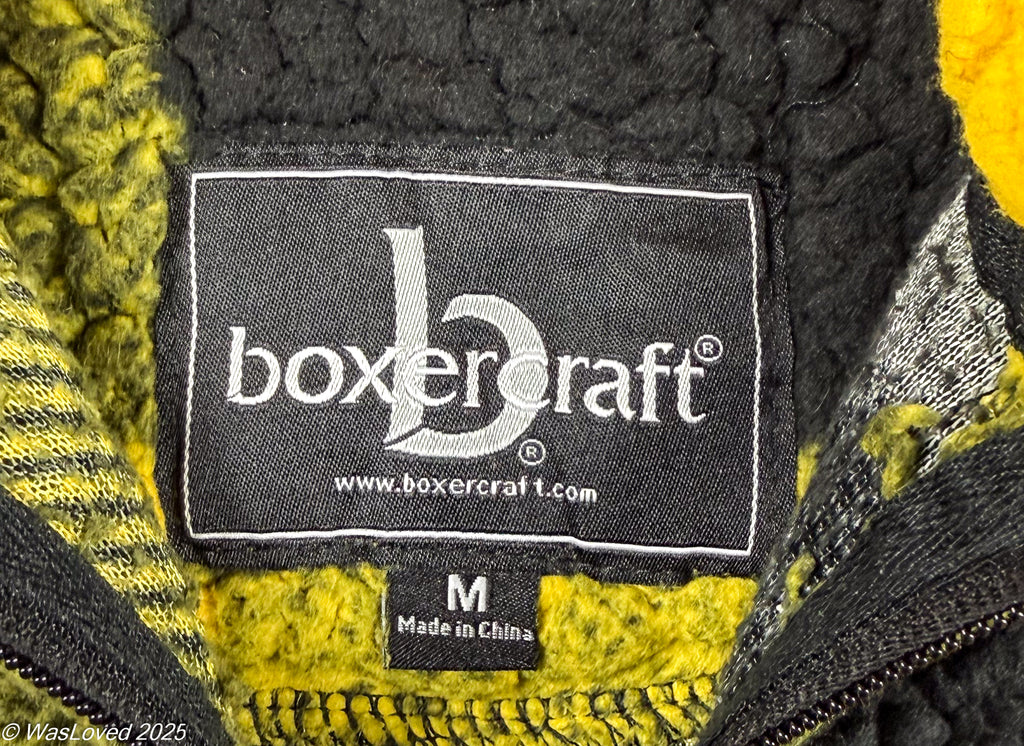 b®
boxercraft®
www.boxercraft.com
M
Made in China
© WasLoved 2025